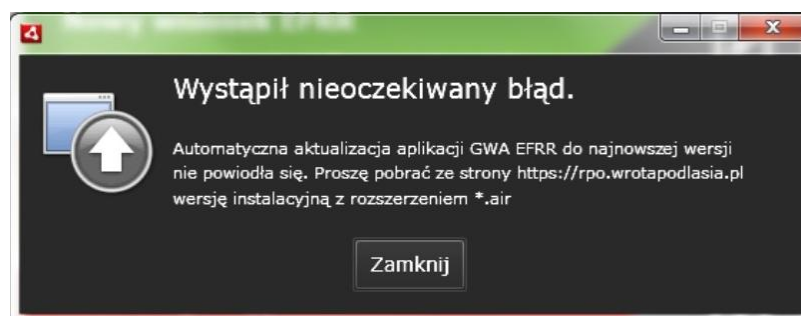 Wystąpił nieoczekiwany błąd.
Automatyczna aktualizacja aplikacji GWA EFRR do najnowszej wersji
nie powiodła się. Proszę pobrać ze strony https://rpo.wrotapodlasia.pl
wersję instalacyjną z rozszerzeniem *.air
Zamknij